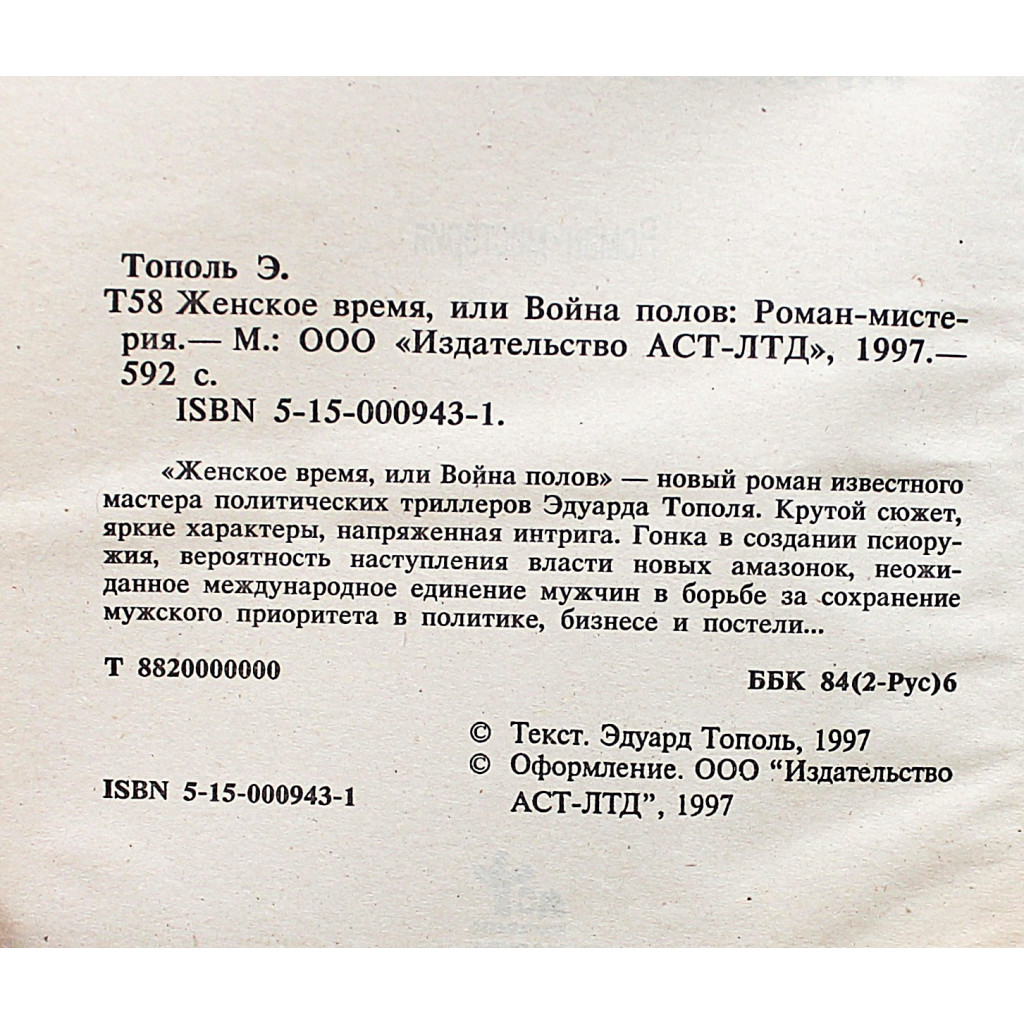 Тополь Э.
Т58 Женское время, или Война полов: Роман-мисте-
рия.— М.: ООО «Издательство АСТ-ЛТД», 1997.—
592 с.
ISBN 5-15-000943-1.
«Женское время, или Война полов» — новый роман известного
мастера политических триллеров Эдуарда Тополя. Крутой сюжет,
яркие характеры, напряженная интрига. Гонка в создании псиору-
жия, вероятность наступления власти новых амазонок, неожи-
данное международное единение мужчин в борьбе за сохранение
мужского приоритета в политике, бизнесе и постели...
Т 8820000000
ББК 84(2-Рус)6
© Текст. Эдуард Тополь, 1997
© Оформление. ООО “Издательство
АСТ-ЛТД”, 1997
ISBN 5-15-000943-1